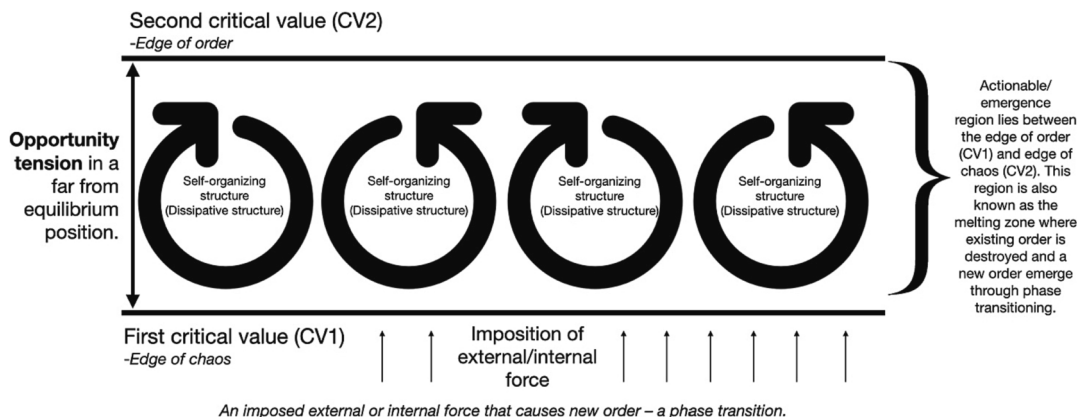 Second critical value (CV2)
-Edge of order
Opportunity
tension in a
far from
equilibrium
position.
Self-organizing
structure
(Dissipative structure)
Self-organizing
structure
(Dissipative structure)
Self-organizing
structure
(Dissipative structure)
Self-organizing
structure
(Dissipative structure)
Actionable/
emergence
region lies between
the edge of order
(CV1) and edge of
chaos (CV2). This
region is also
known as the
melting zone where
existing order is
destroyed and a
new order emerge
through phase
transitioning.
First critical value (CV1)
-Edge of chaos
Imposition of
external/internal
force
An imposed external or internal force that causes new order – a phase transition.